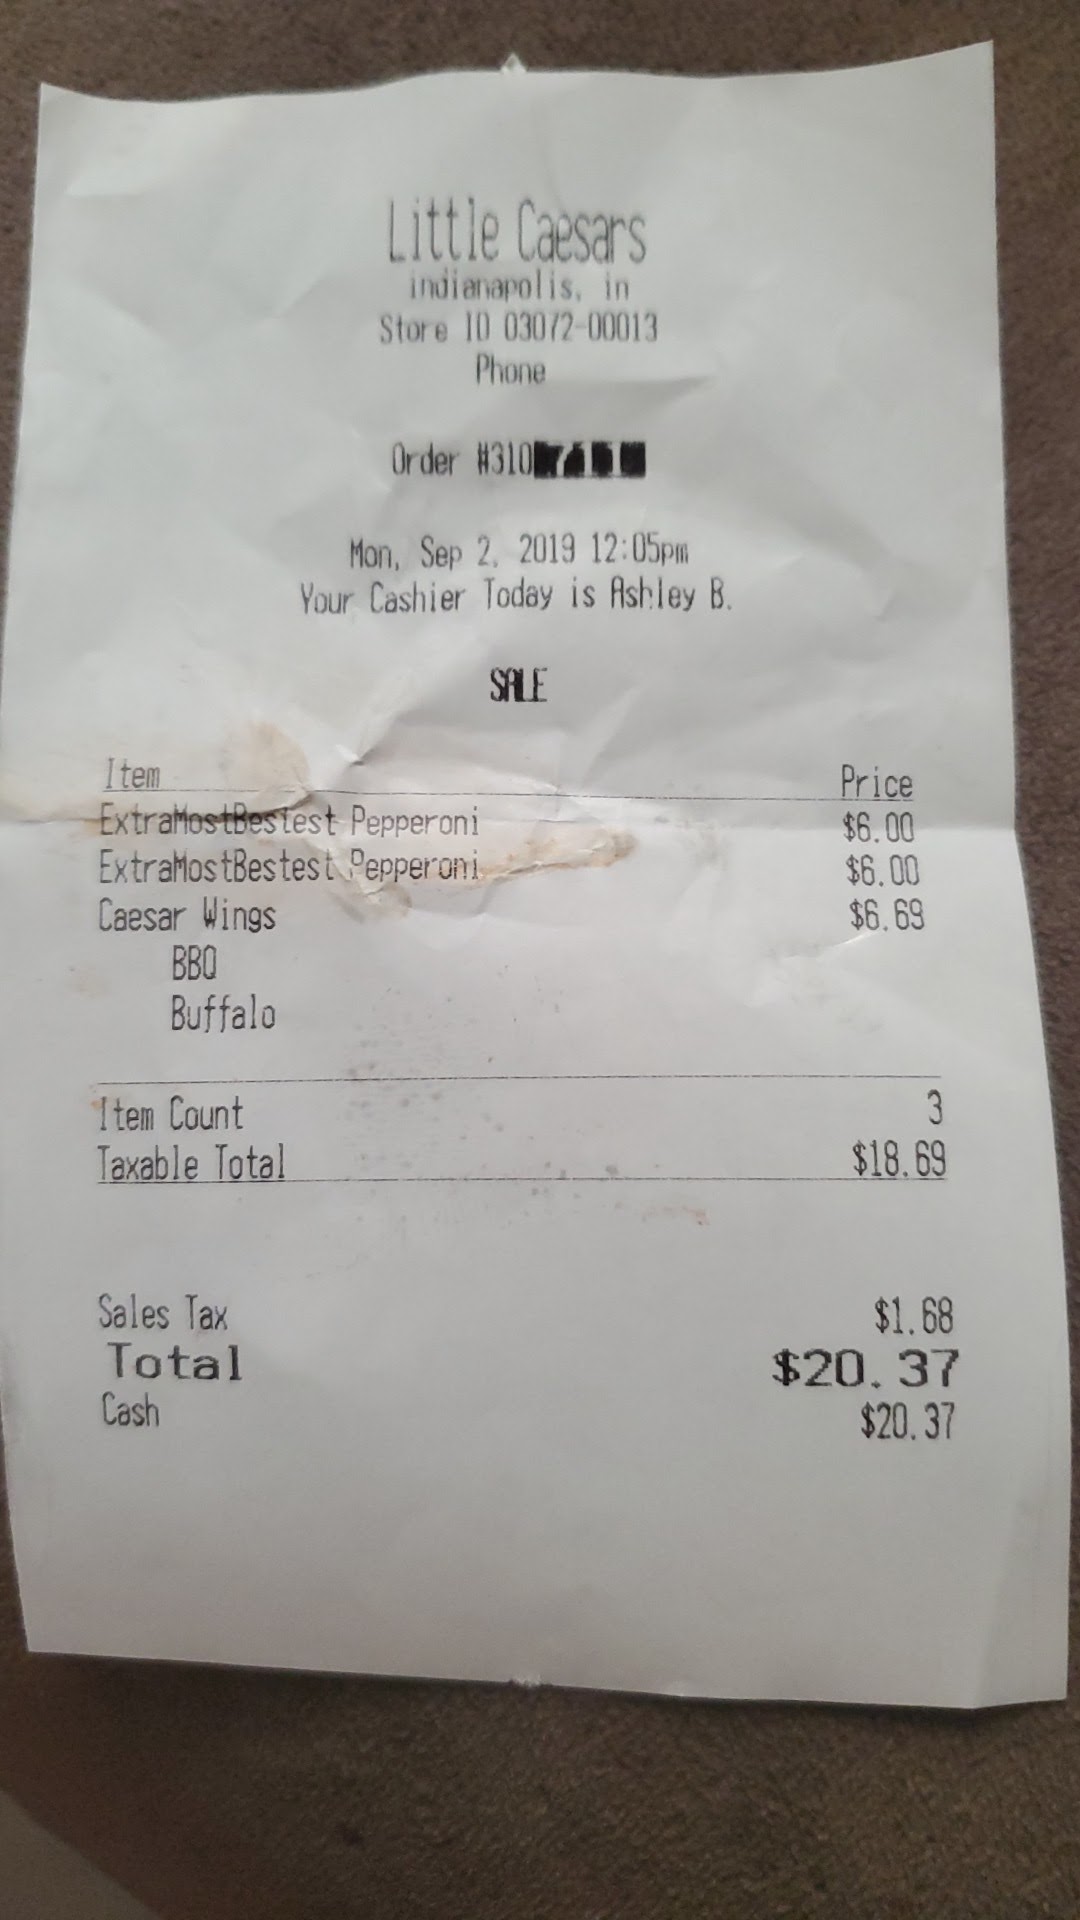 Little Caesars
indianapolis, in
Store ID 03072-00013
Phone
Order #310
Mon, Sep 2, 2019 12:05pm
Your Cashier Today is Ashley B.
SALE
Item Price
ExtraMostBestest Pepperoni $6.00
ExtraMostBestest Pepperoni $6.00
Caesar Wings $6.69
BBQ
Buffalo
Item Count 3
Taxable Total $18.69
Sales Tax $1.68
Total $20.37
Cash $20.37